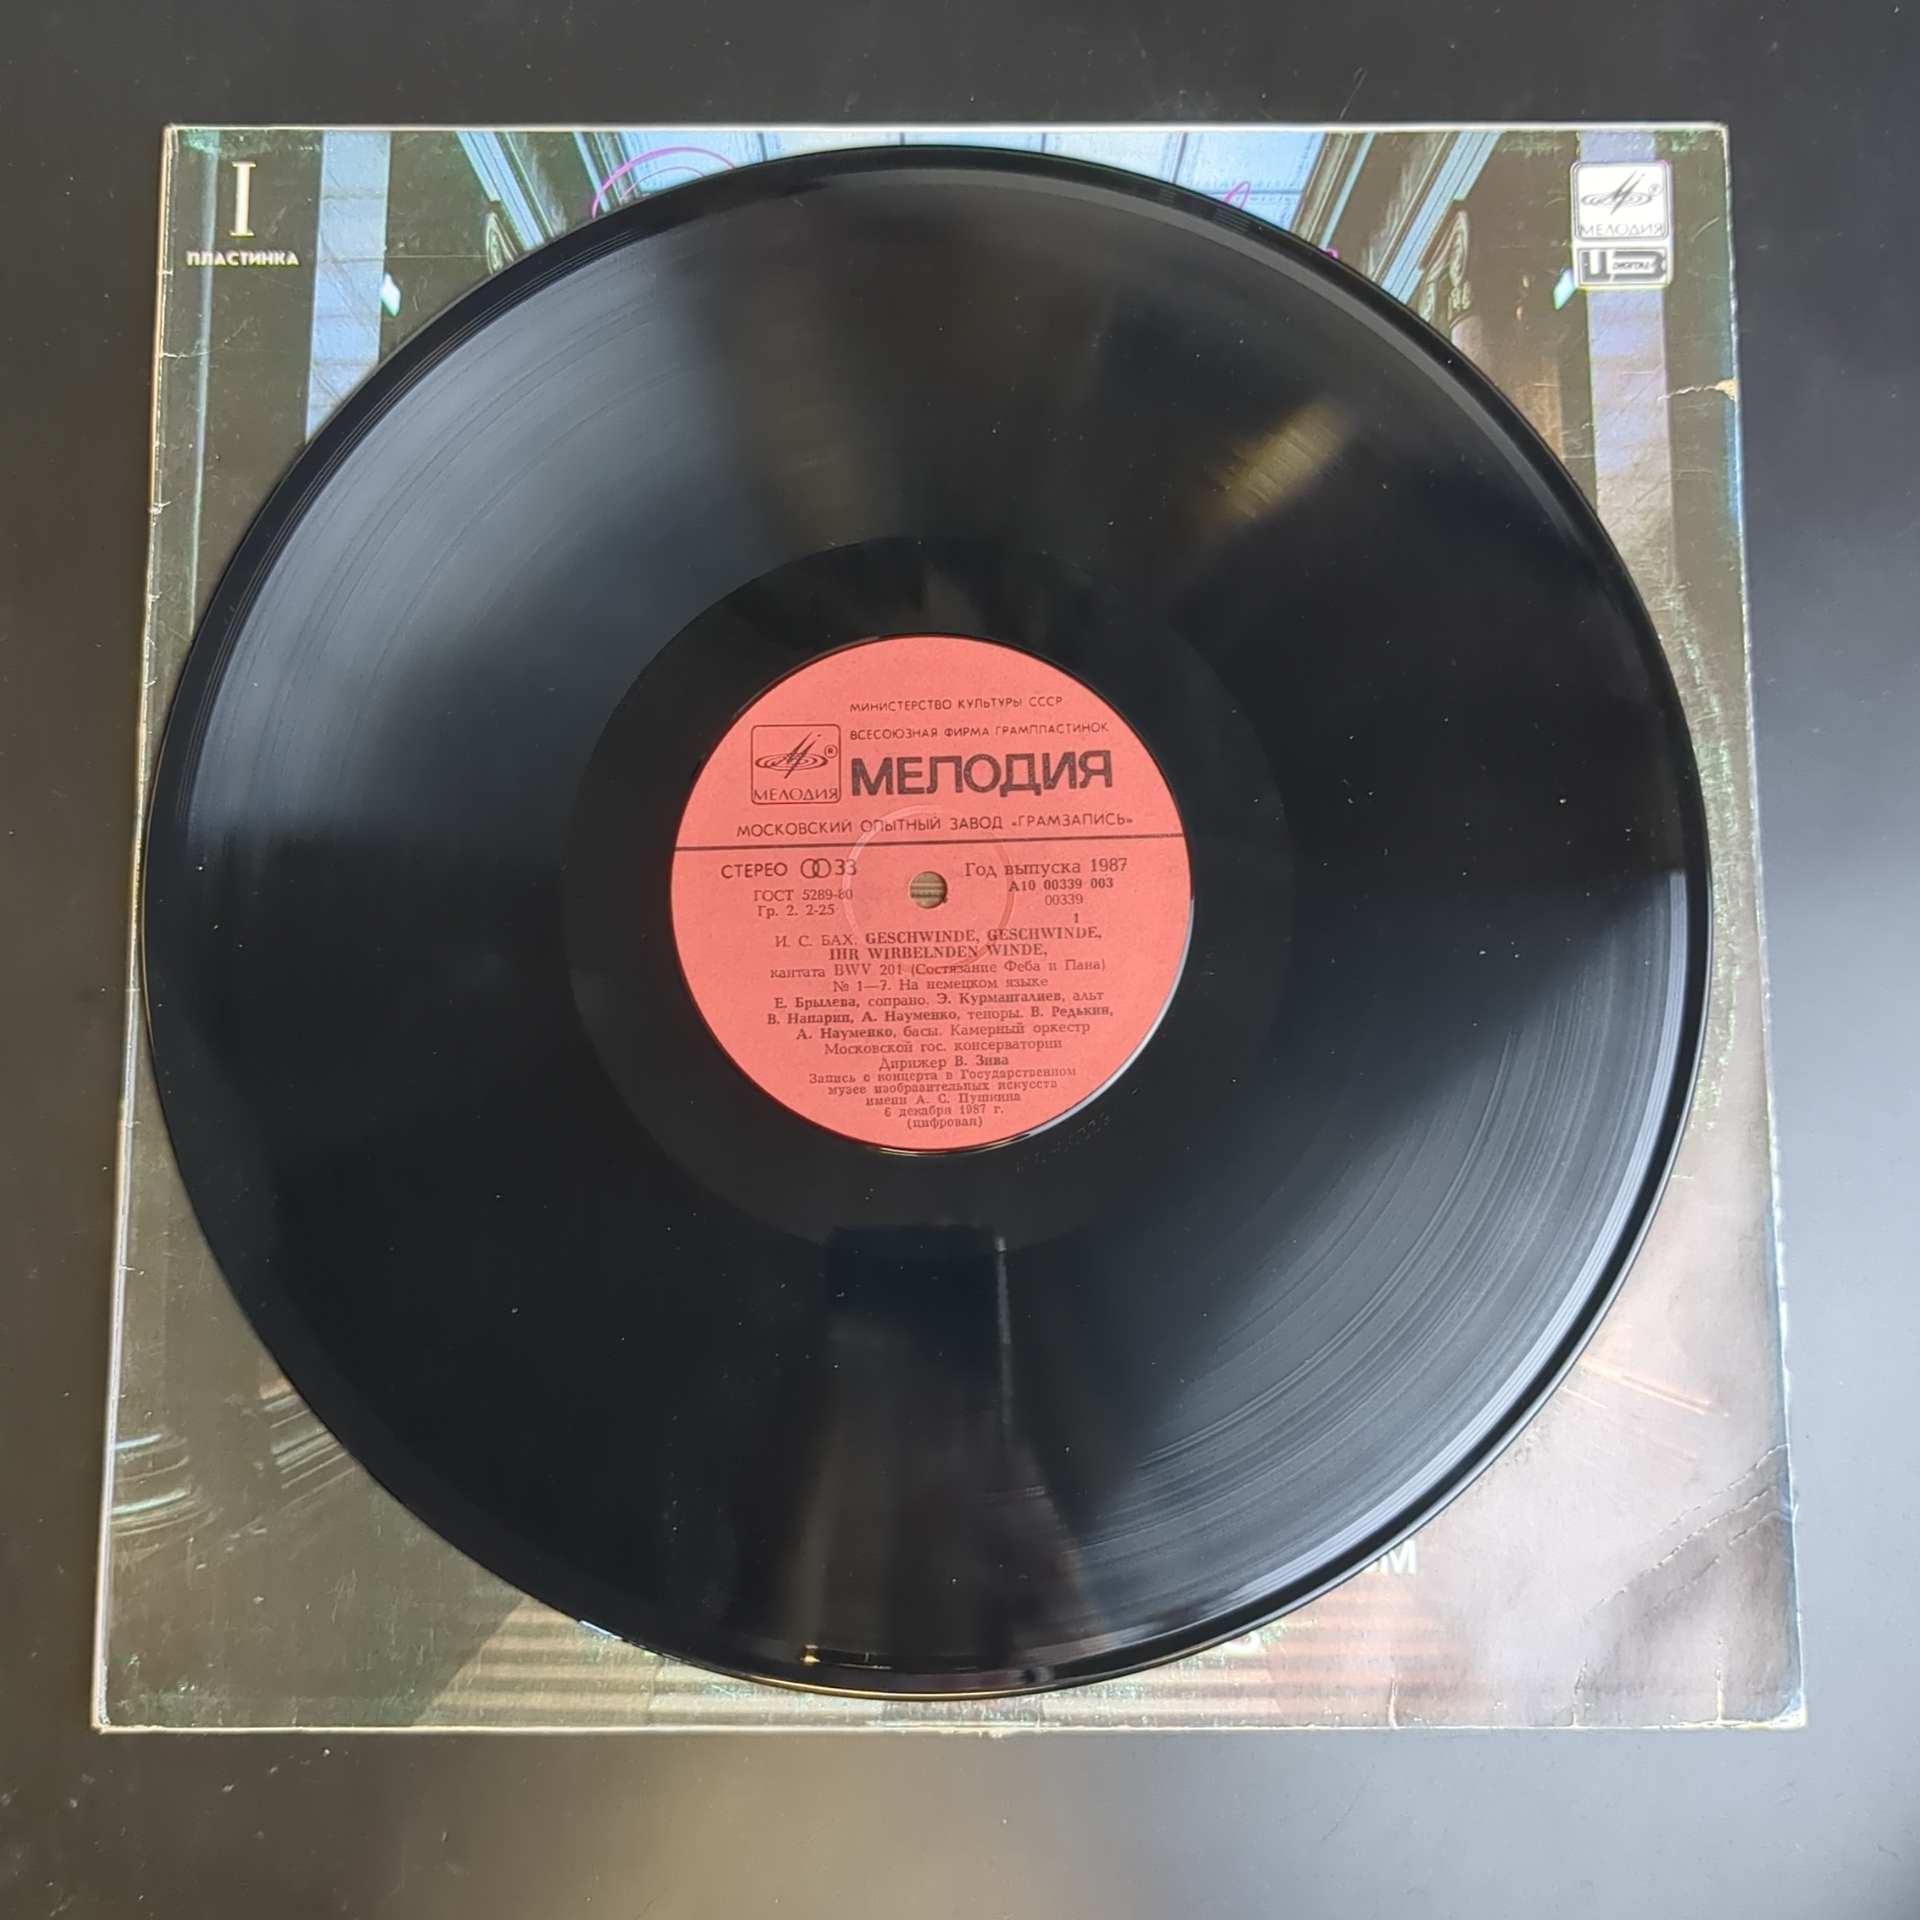 I
ПЛАСТИНКА
МЕЛОДИЯ
DIGITAL
МИНИСТЕРСТВО КУЛЬТУРЫ СССР
ВСЕСОЮЗНАЯ ФИРМА ГРАМПЛАСТИНОК
МЕЛОДИЯ
МЕЛОДИЯ
МОСКОВСКИЙ ОПЫТНЫЙ ЗАВОД «ГРАМЗАПИСЬ»
СТЕРЕО 33 Год выпуска 1987
ГОСТ 5289-80 А10 00339 003
Гр. 2. 2-25 00339
1
И. С. БАХ. GESCHWINDE, GESCHWINDE,
IHR WIRBELNDEN WINDE,
кантата BWV 201 (Состязание Феба и Пана)
№ 1—7. На немецком языке
Е. Брылева, сопрано. Э. Курмангалиев, альт
В. Напарин, А. Науменко, теноры. В. Редькин,
А. Науменко, басы. Камерный оркестр
Московской гос. консерватории
Дирижер В. Зива
Запись с концерта в Государственном
музее изобразительных искусств
имени А. С. Пушкина
6 декабря 1987 г.
(цифровая)